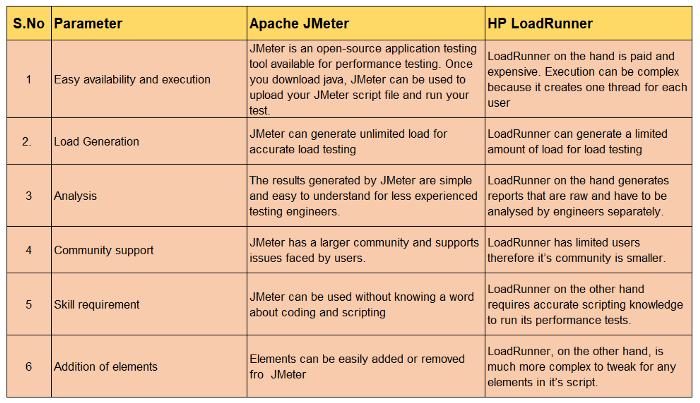 S.No Parameter Apache JMeter HP LoadRunner
1 Easy availability and execution
JMeter is an open-source application testing
tool available for performance testing. Once
you download java, JMeter can be used to
upload your JMeter script file and run your
test.
LoadRunner on the hand is paid and
expensive. Execution can be complex
because it creates one thread for each
user
2. Load Generation
JMeter can generate unlimited load for
accurate load testing
LoadRunner can generate a limited
amount of load for load testing
3 Analysis
The results generated by JMeter are simple
and easy to understand for less experienced
testing engineers.
LoadRunner on the hand generates
reports that are raw and have to be
analysed by engineers separately.
4 Community support
JMeter has a larger community and supports
issues faced by users.
LoadRunner has limited users
therefore it's community is smaller.
5 Skill requirement
JMeter can be used without knowing a word
about coding and scripting
LoadRunner on the other hand
requires accurate scripting knowledge
to run its performance tests.
6 Addition of elements
Elements can be easily added or removed
fro JMeter
LoadRunner, on the other hand, is
much more complex to tweak for any
elements in it's script.